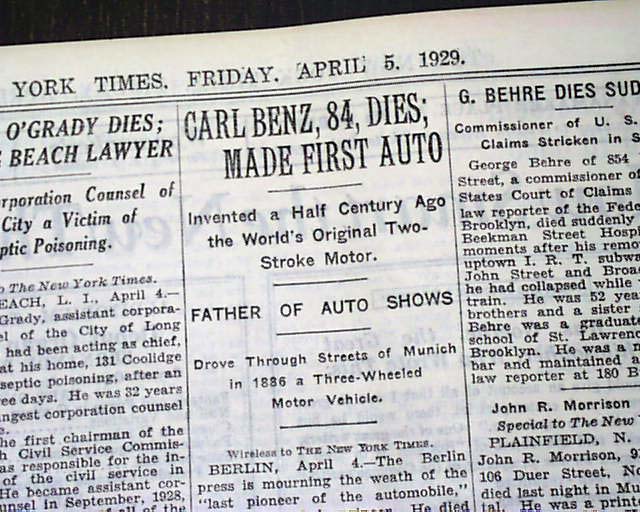 YORK TIMES. FRIDAY. APRIL 5. 1929.
O'GRADY DIES;
BEACH LAWYER
rporation Counsel of
City a Victim of
ptic Poisoning.
The New York Times.
EACH, L. I., April 4.—
Grady, assistant corpora-
el of the City of Long
had been acting as chief,
at his home, 131 Coolidge
septic poisoning, after an
ree days. He was 32 years
ngest corporation counsel
e.
he first chairman of the
h Civil Service Commis-
as responsible for the in-
of the civil service in
He became assistant cor-
unsel in September, 1928,
CARL BENZ, 84, DIES;
MADE FIRST AUTO
Invented a Half Century Ago
the World's Original Two-
Stroke Motor.
FATHER OF AUTO SHOWS
Drove Through Streets of Munich
in 1886 a Three-Wheeled
Motor Vehicle.
Wireless to THE NEW YORK TIMES.
BERLIN, April 4.—The Berlin
press is mourning the weath of the
"last pioneer of the automobile,"
He died
G. BEHRE DIES SUD
Commissioner of U. S.
Claims Stricken in S
George Behre of 854
Street, a commissioner of
States Court of Claims
law reporter of the Fede
Brooklyn, died suddenly
Beekman Street Hospi
moments after his remo
uptown I. R. T. subwa
John Street and Broa
he had collapsed while
train. He was 52 year
brothers and a sister
Behre was a graduate
school of St. Lawrenc
Brooklyn. He was a m
bar and maintained a
law reporter at 180 B
John R. Morrison
Special to The New
PLAINFIELD, N.
John R. Morrison, 9
106 Duer Street, No
died last night in Mu
tal. He was a printe